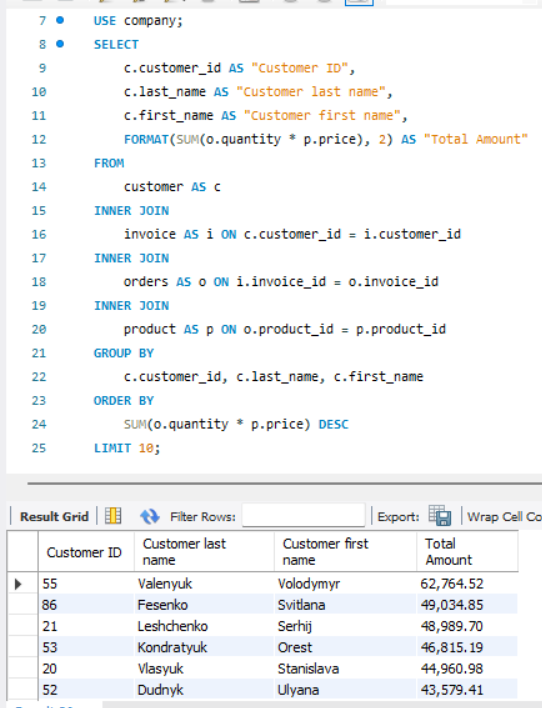 7 USE company;
8 SELECT
9 c.customer_id AS "Customer ID",
10 c.last_name AS "Customer last name",
11 c.first_name AS "Customer first name",
12 FORMAT(SUM(o.quantity * p.price), 2) AS "Total Amount"
13 FROM
14 customer AS c
15 INNER JOIN
16 invoice AS i ON c.customer_id = i.customer_id
17 INNER JOIN
18 orders AS o ON i.invoice_id = o.invoice_id
19 INNER JOIN
20 product AS p ON o.product_id = p.product_id
21 GROUP BY
22 c.customer_id, c.last_name, c.first_name
23 ORDER BY
24 SUM(o.quantity * p.price) DESC
25 LIMIT 10;
Result Grid Filter Rows: Export: Wrap Cell Co
Customer ID Customer last name Customer first name Total Amount
55 Valenyuk Volodymyr 62,764.52
86 Fesenko Svitlana 49,034.85
21 Leshchenko Serhij 48,989.70
53 Kondratyuk Orest 46,815.19
20 Vlasyuk Stanislava 44,960.98
52 Dudnyk Ulyana 43,579.41